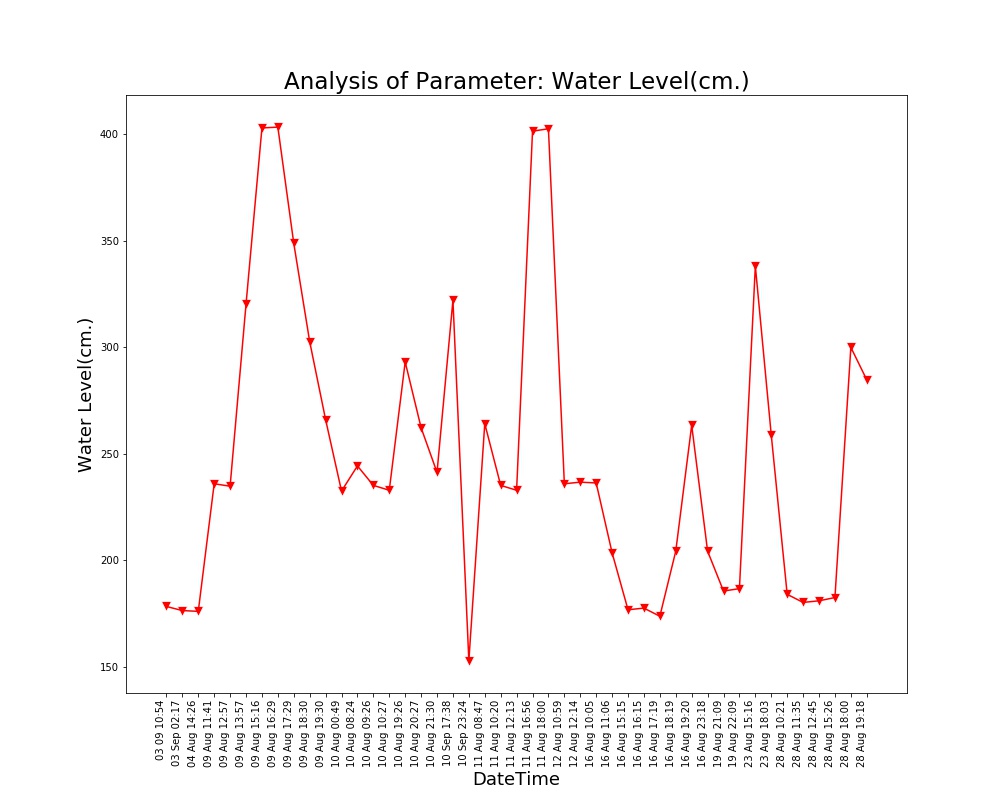 Analysis of Parameter: Water Level(cm.)
Water Level(cm.)
400
350
300
250
200
150
03 09 10:54
03 Sep 02:17
04 Aug 14:26
09 Aug 11:41
09 Aug 12:57
09 Aug 13:57
09 Aug 15:16
09 Aug 16:29
09 Aug 17:29
09 Aug 18:30
09 Aug 19:30
10 Aug 00:49
10 Aug 08:24
10 Aug 09:26
10 Aug 10:27
10 Aug 19:26
10 Aug 20:27
10 Aug 21:30
10 Sep 17:38
10 Sep 23:24
11 Aug 08:47
11 Aug 10:20
11 Aug 12:13
11 Aug 16:56
11 Aug 18:00
12 Aug 10:59
12 Aug 12:14
16 Aug 10:05
16 Aug 11:06
16 Aug 15:15
16 Aug 16:15
16 Aug 17:19
16 Aug 18:19
16 Aug 19:20
16 Aug 23:18
19 Aug 21:09
19 Aug 22:09
23 Aug 15:16
23 Aug 18:03
28 Aug 10:21
28 Aug 11:35
28 Aug 12:45
28 Aug 15:26
28 Aug 18:00
28 Aug 19:18
DateTime